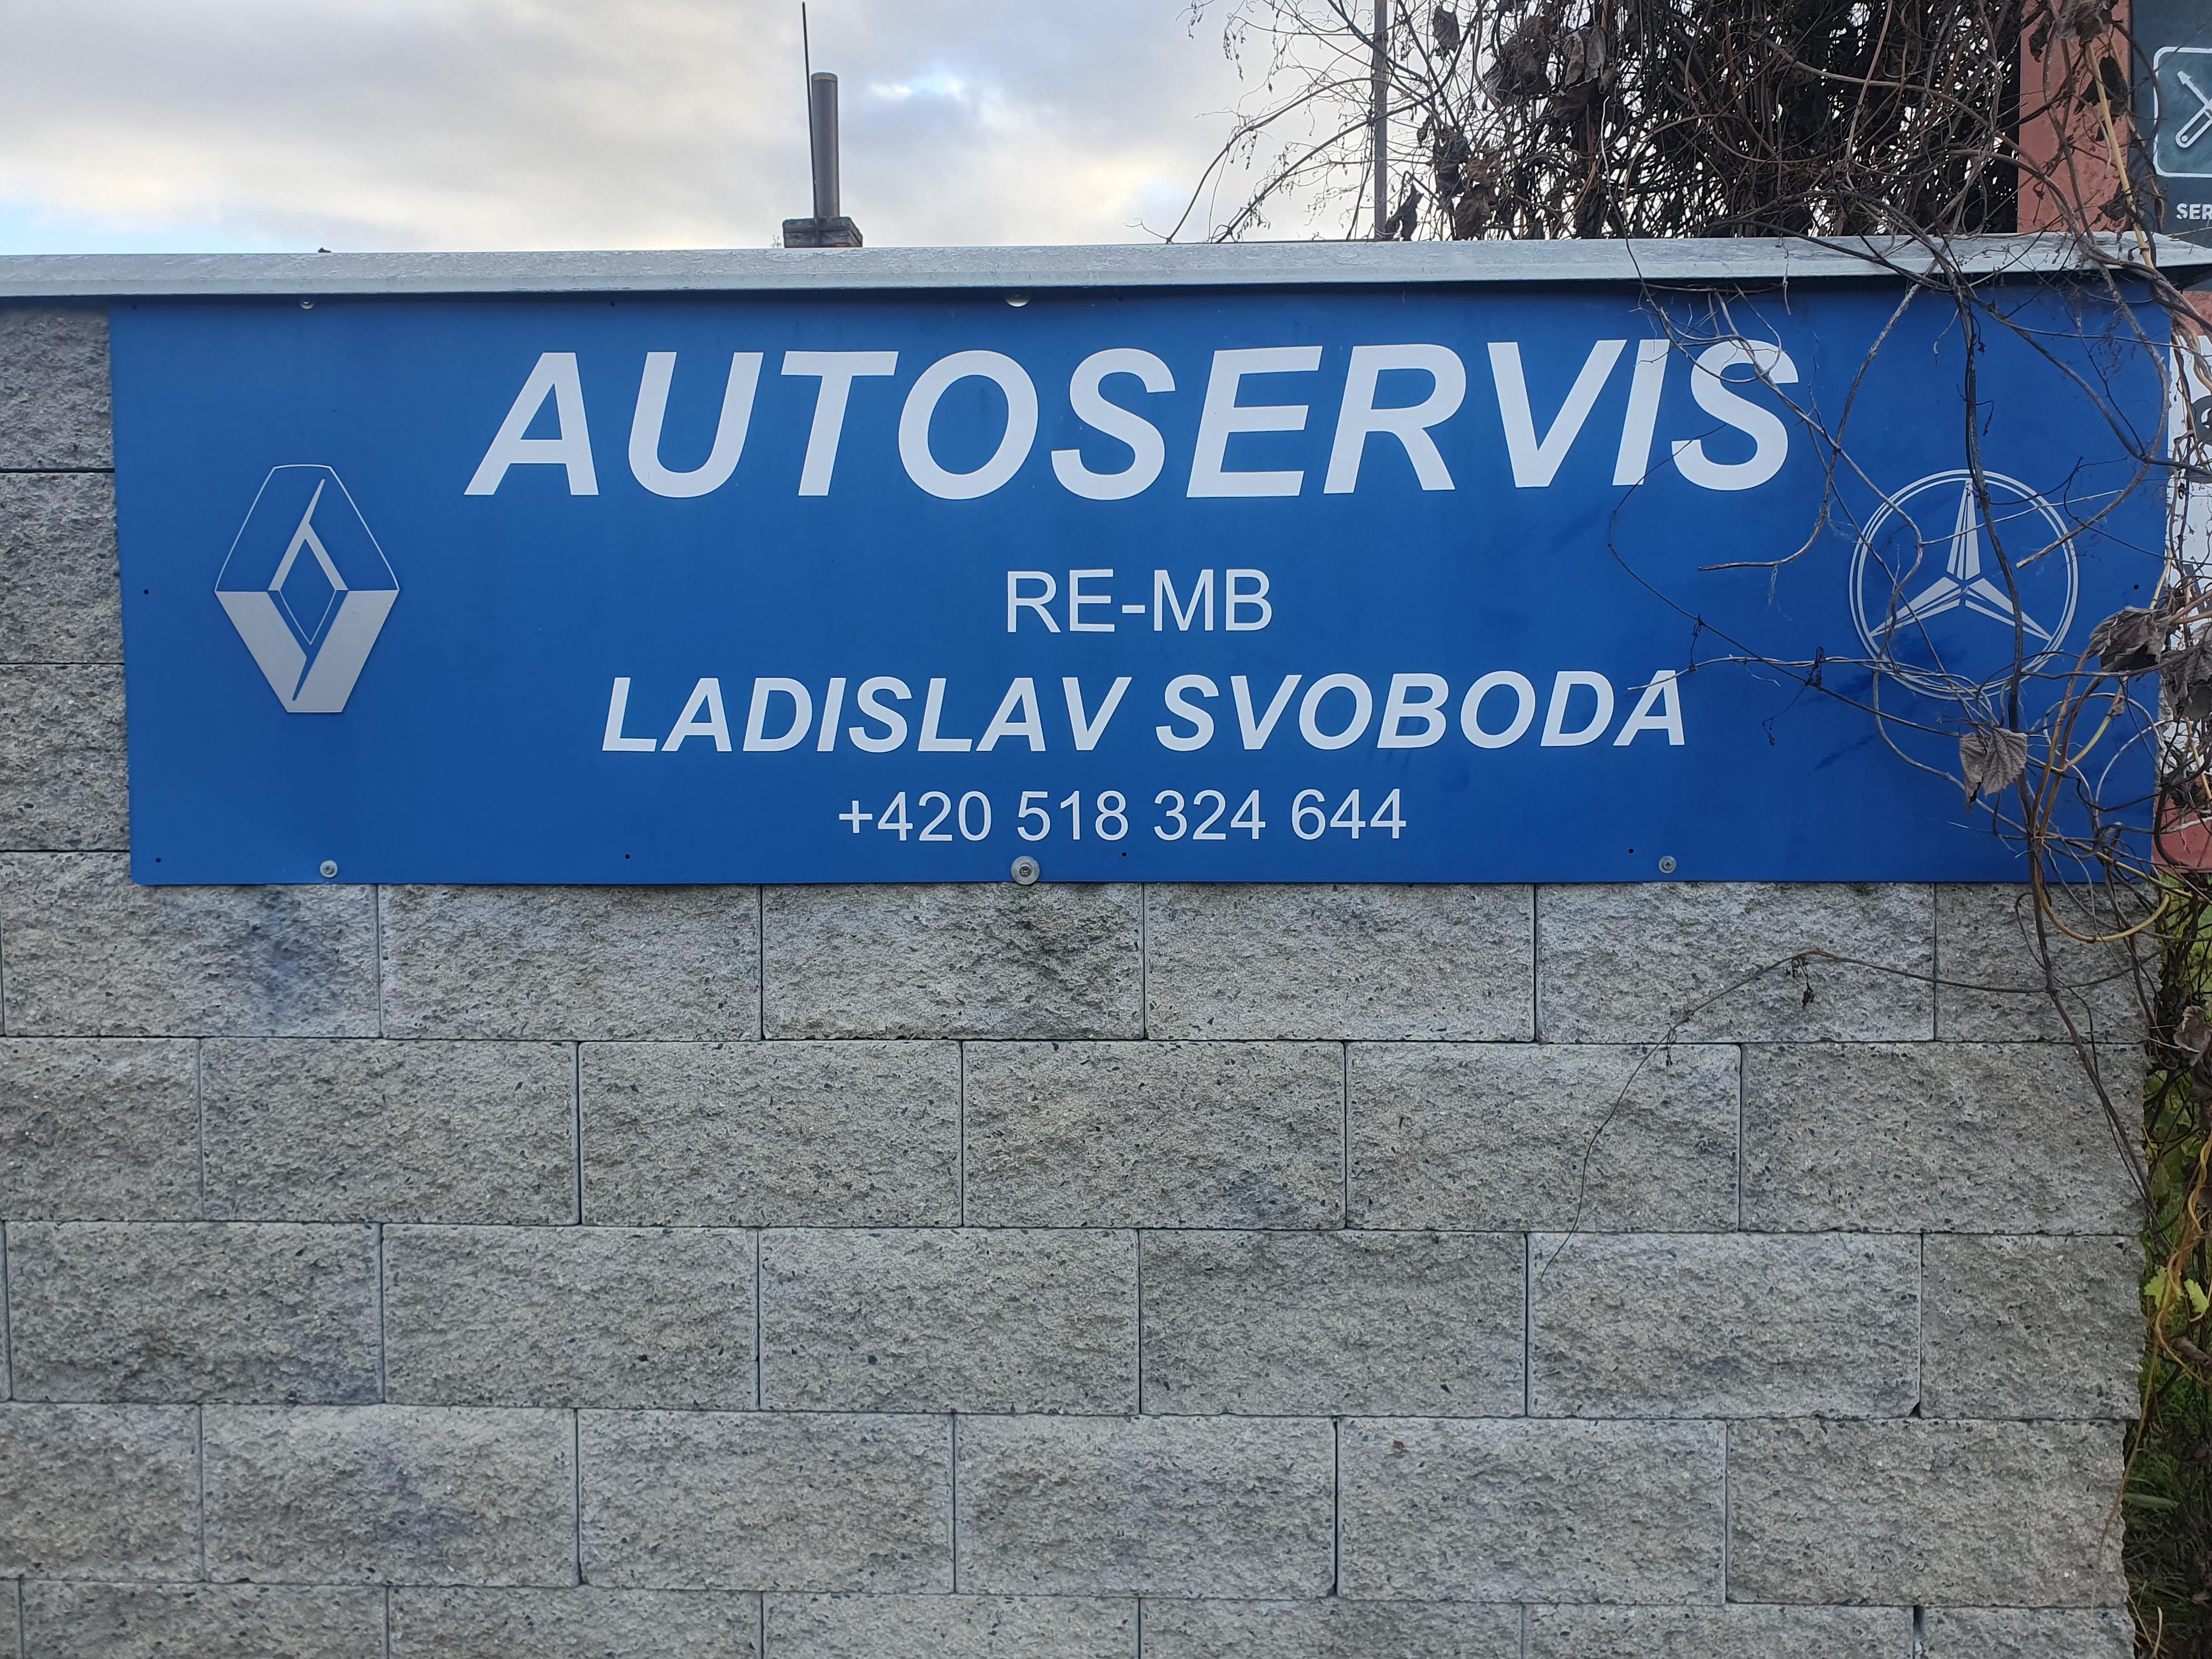 AUTOSERVIS
RE-MB
LADISLAV SVOBODA
+420 518 324 644